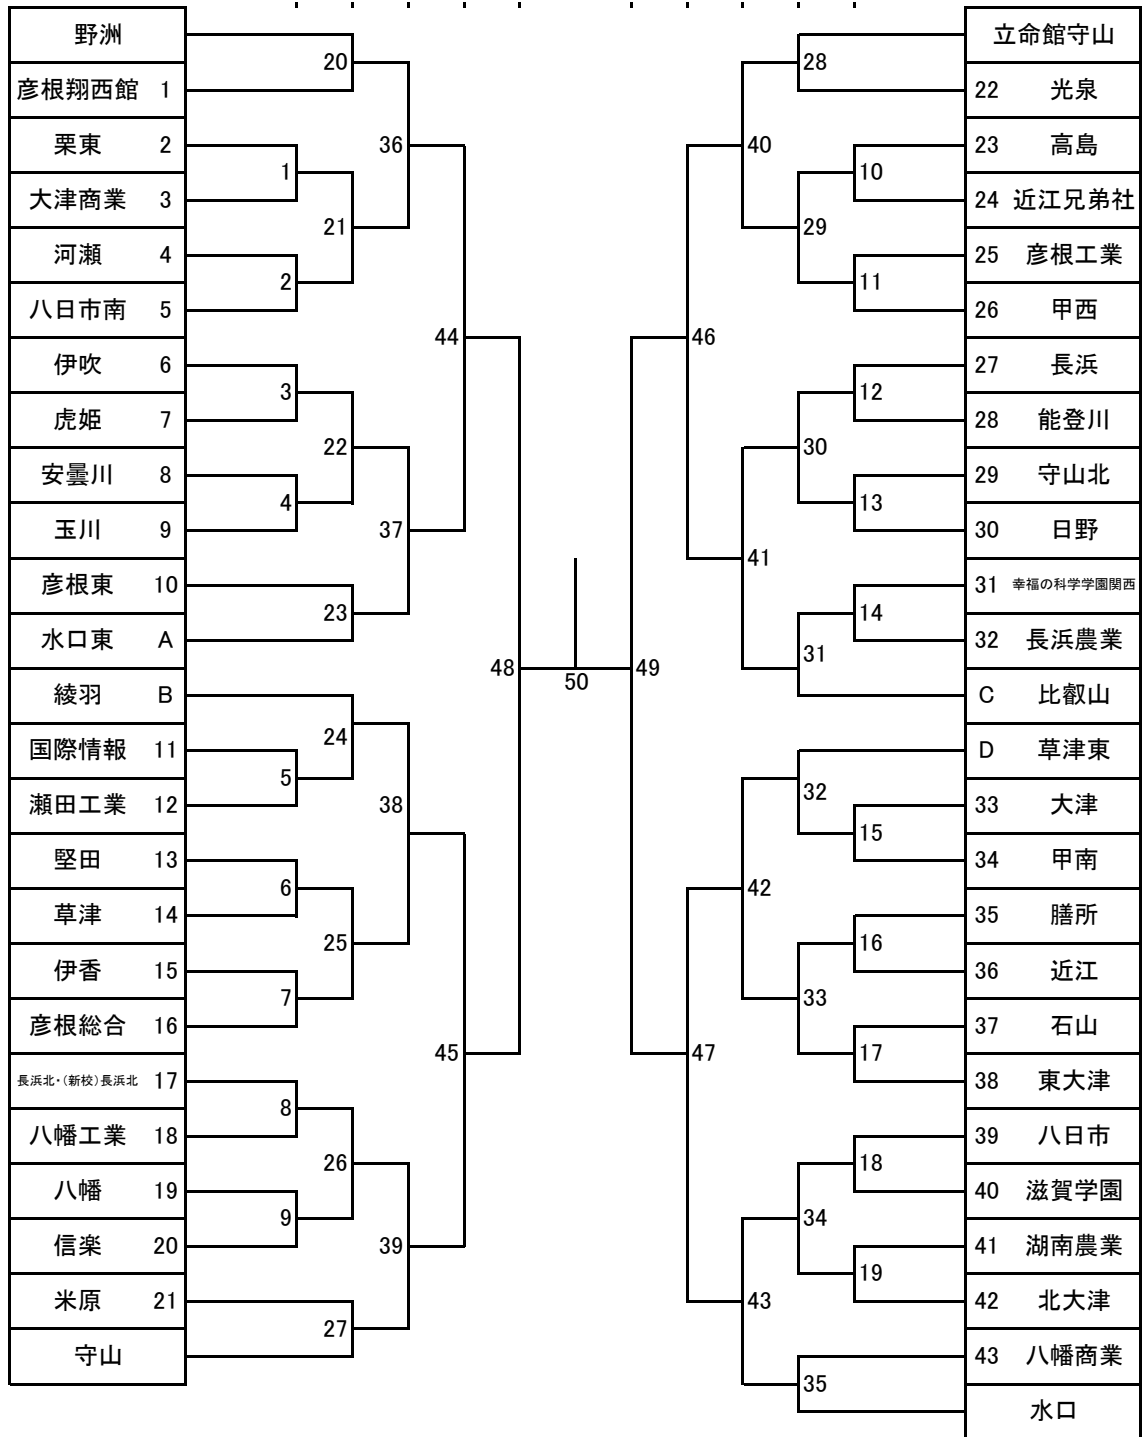 野洲
彦根翔西館 1
栗東 2
大津商業 3
河瀬 4
八日市南 5
伊吹 6
虎姫 7
安曇川 8
玉川 9
彦根東 10
水口東 A
綾羽 B
国際情報 11
瀬田工業 12
堅田 13
草津 14
伊香 15
彦根総合 16
長浜北・(新校)長浜北 17
八幡工業 18
八幡 19
信楽 20
米原 21
守山
1
2
3
4
5
6
7
8
9
20
21
22
23
24
25
26
27
36
37
38
39
44
45
48
50
49
46
47
40
41
42
43
28
29
30
31
32
33
34
35
10
11
12
13
14
15
16
17
18
19
立命館守山
22 光泉
23 高島
24 近江兄弟社
25 彦根工業
26 甲西
27 長浜
28 能登川
29 守山北
30 日野
31 幸福の科学学園関西
32 長浜農業
C 比叡山
D 草津東
33 大津
34 甲南
35 膳所
36 近江
37 石山
38 東大津
39 八日市
40 滋賀学園
41 湖南農業
42 北大津
43 八幡商業
水口